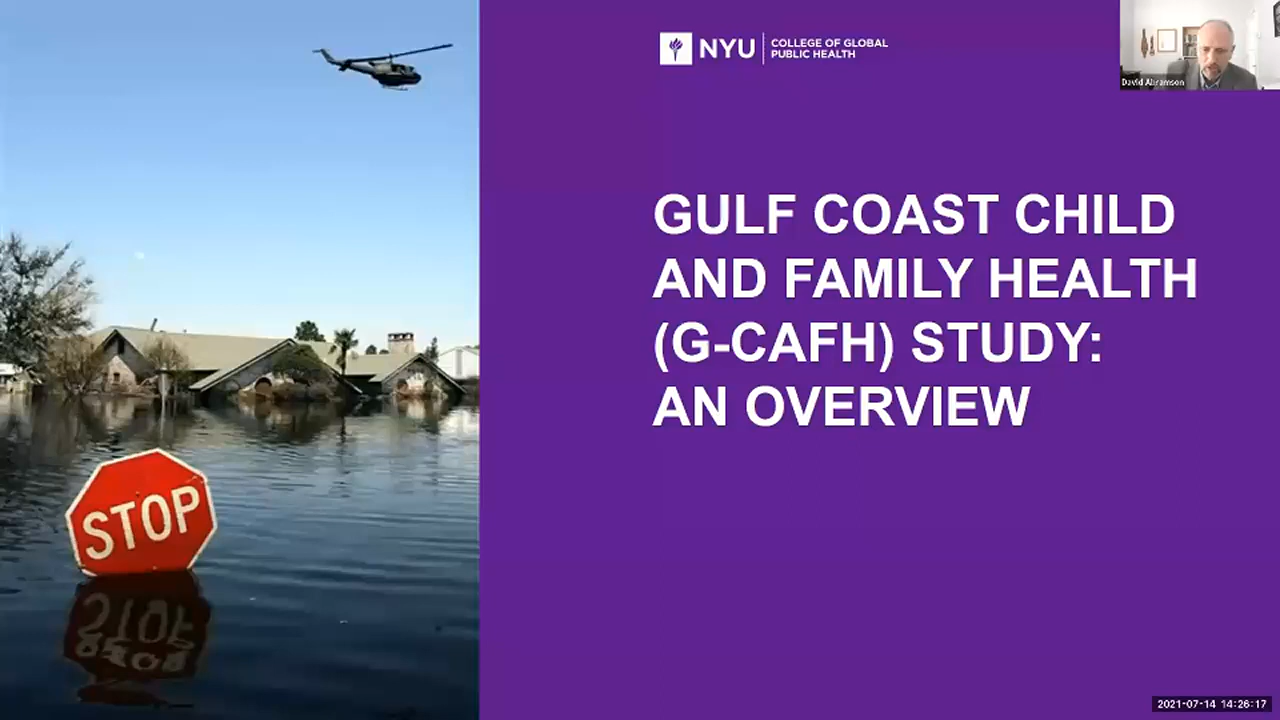 NYU
COLLEGE OF GLOBAL
PUBLIC HEALTH
David Abramson
GULF COAST CHILD
AND FAMILY HEALTH
(G-CAFH) STUDY:
AN OVERVIEW
STOP
2021-07-14 14:26:17